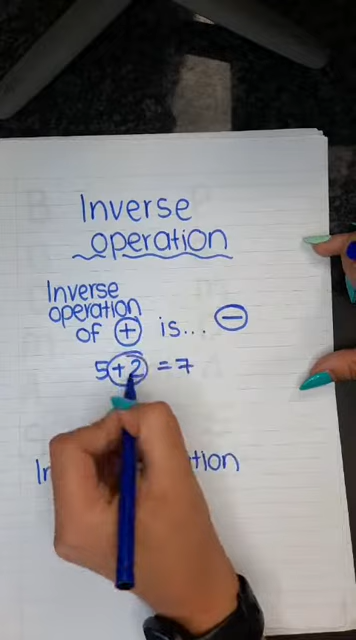 Inverse
operation
Inverse
operation
of + is... −
5 + 2 = 7